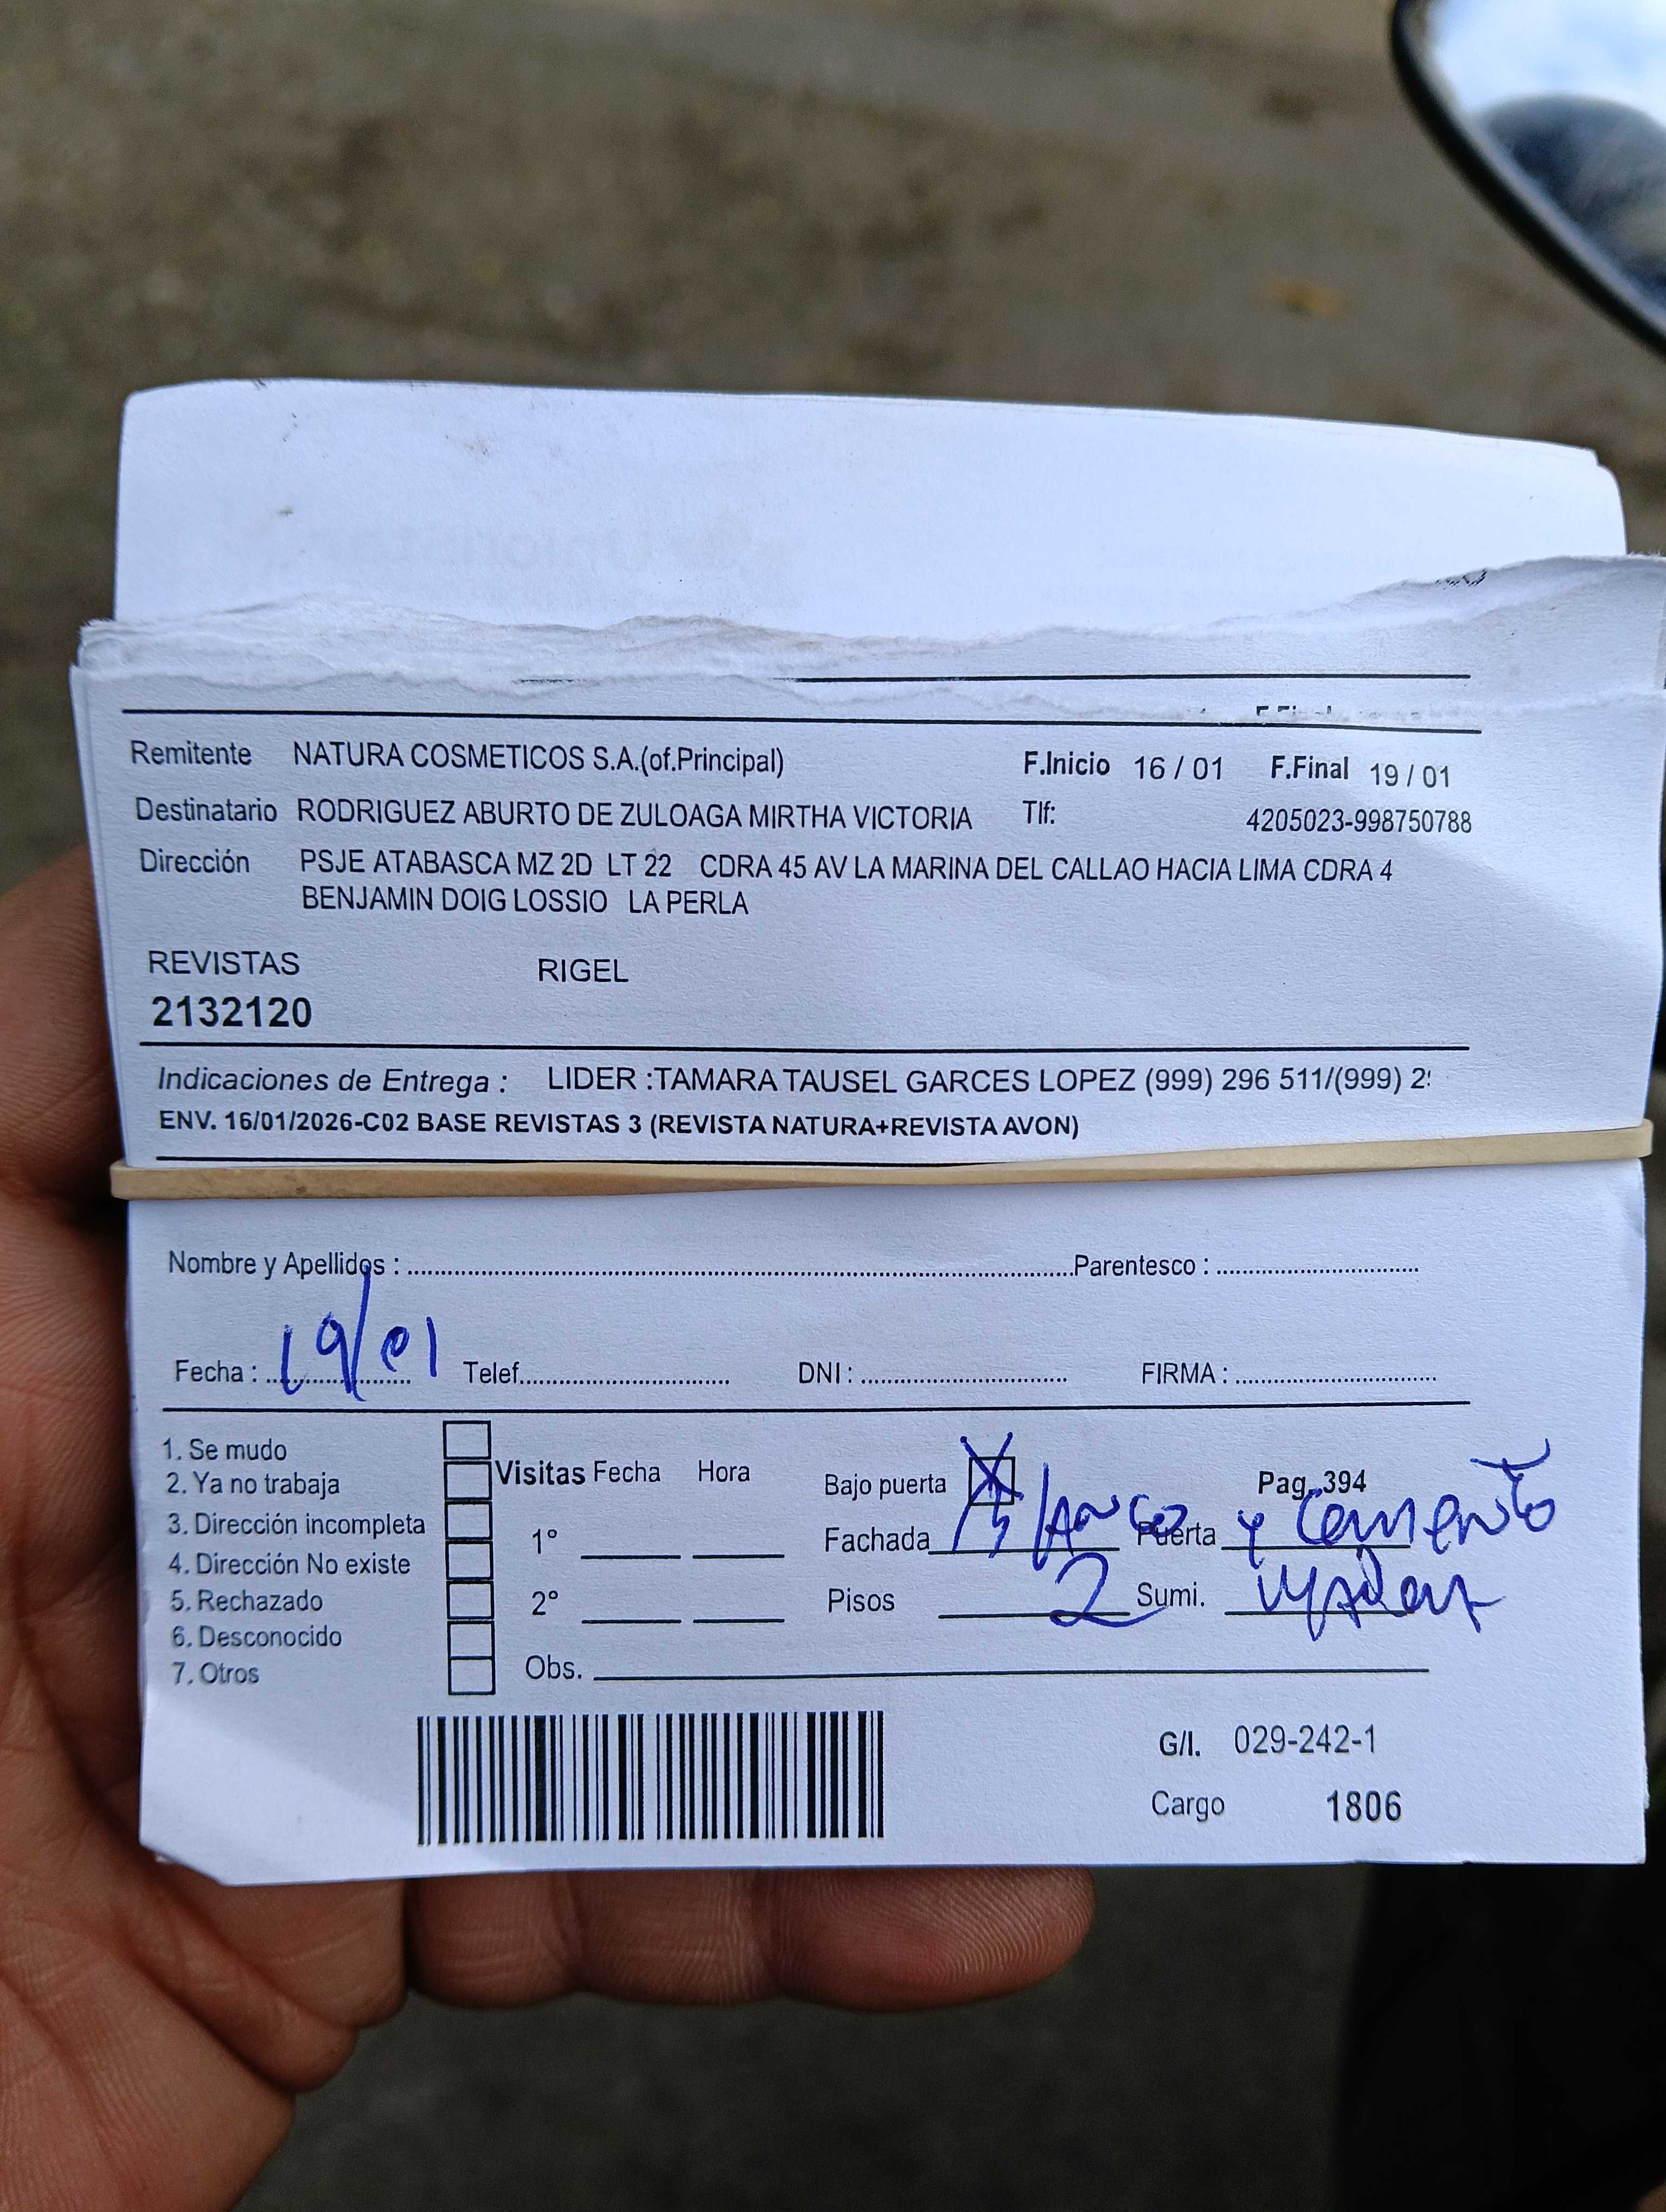 Remitente NATURA COSMETICOS S.A.(of.Principal) F.Inicio 16 / 01 F.Final 19 / 01
Destinatario RODRIGUEZ ABURTO DE ZULOAGA MIRTHA VICTORIA Tlf: 4205023-998750788
Dirección PSJE ATABASCA MZ 2D LT 22 CDRA 45 AV LA MARINA DEL CALLAO HACIA LIMA CDRA 4
BENJAMIN DOIG LOSSIO LA PERLA
REVISTAS RIGEL
2132120
Indicaciones de Entrega : LIDER :TAMARA TAUSEL GARCES LOPEZ (999) 296 511/(999) 2
ENV. 16/01/2026-C02 BASE REVISTAS 3 (REVISTA NATURA+REVISTA AVON)
Nombre y Apellidos : Parentesco :
Fecha : 19/01 Telef. DNI : FIRMA :
1. Se mudo
2. Ya no trabaja Visitas Fecha Hora Bajo puerta X Pag. 394
3. Dirección incompleta 1° Fachada Blanco y cemento Puerta
4. Dirección No existe
5. Rechazado 2° Pisos 2 Sumi.
6. Desconocido
7. Otros Obs.
G/I. 029-242-1
Cargo 1806